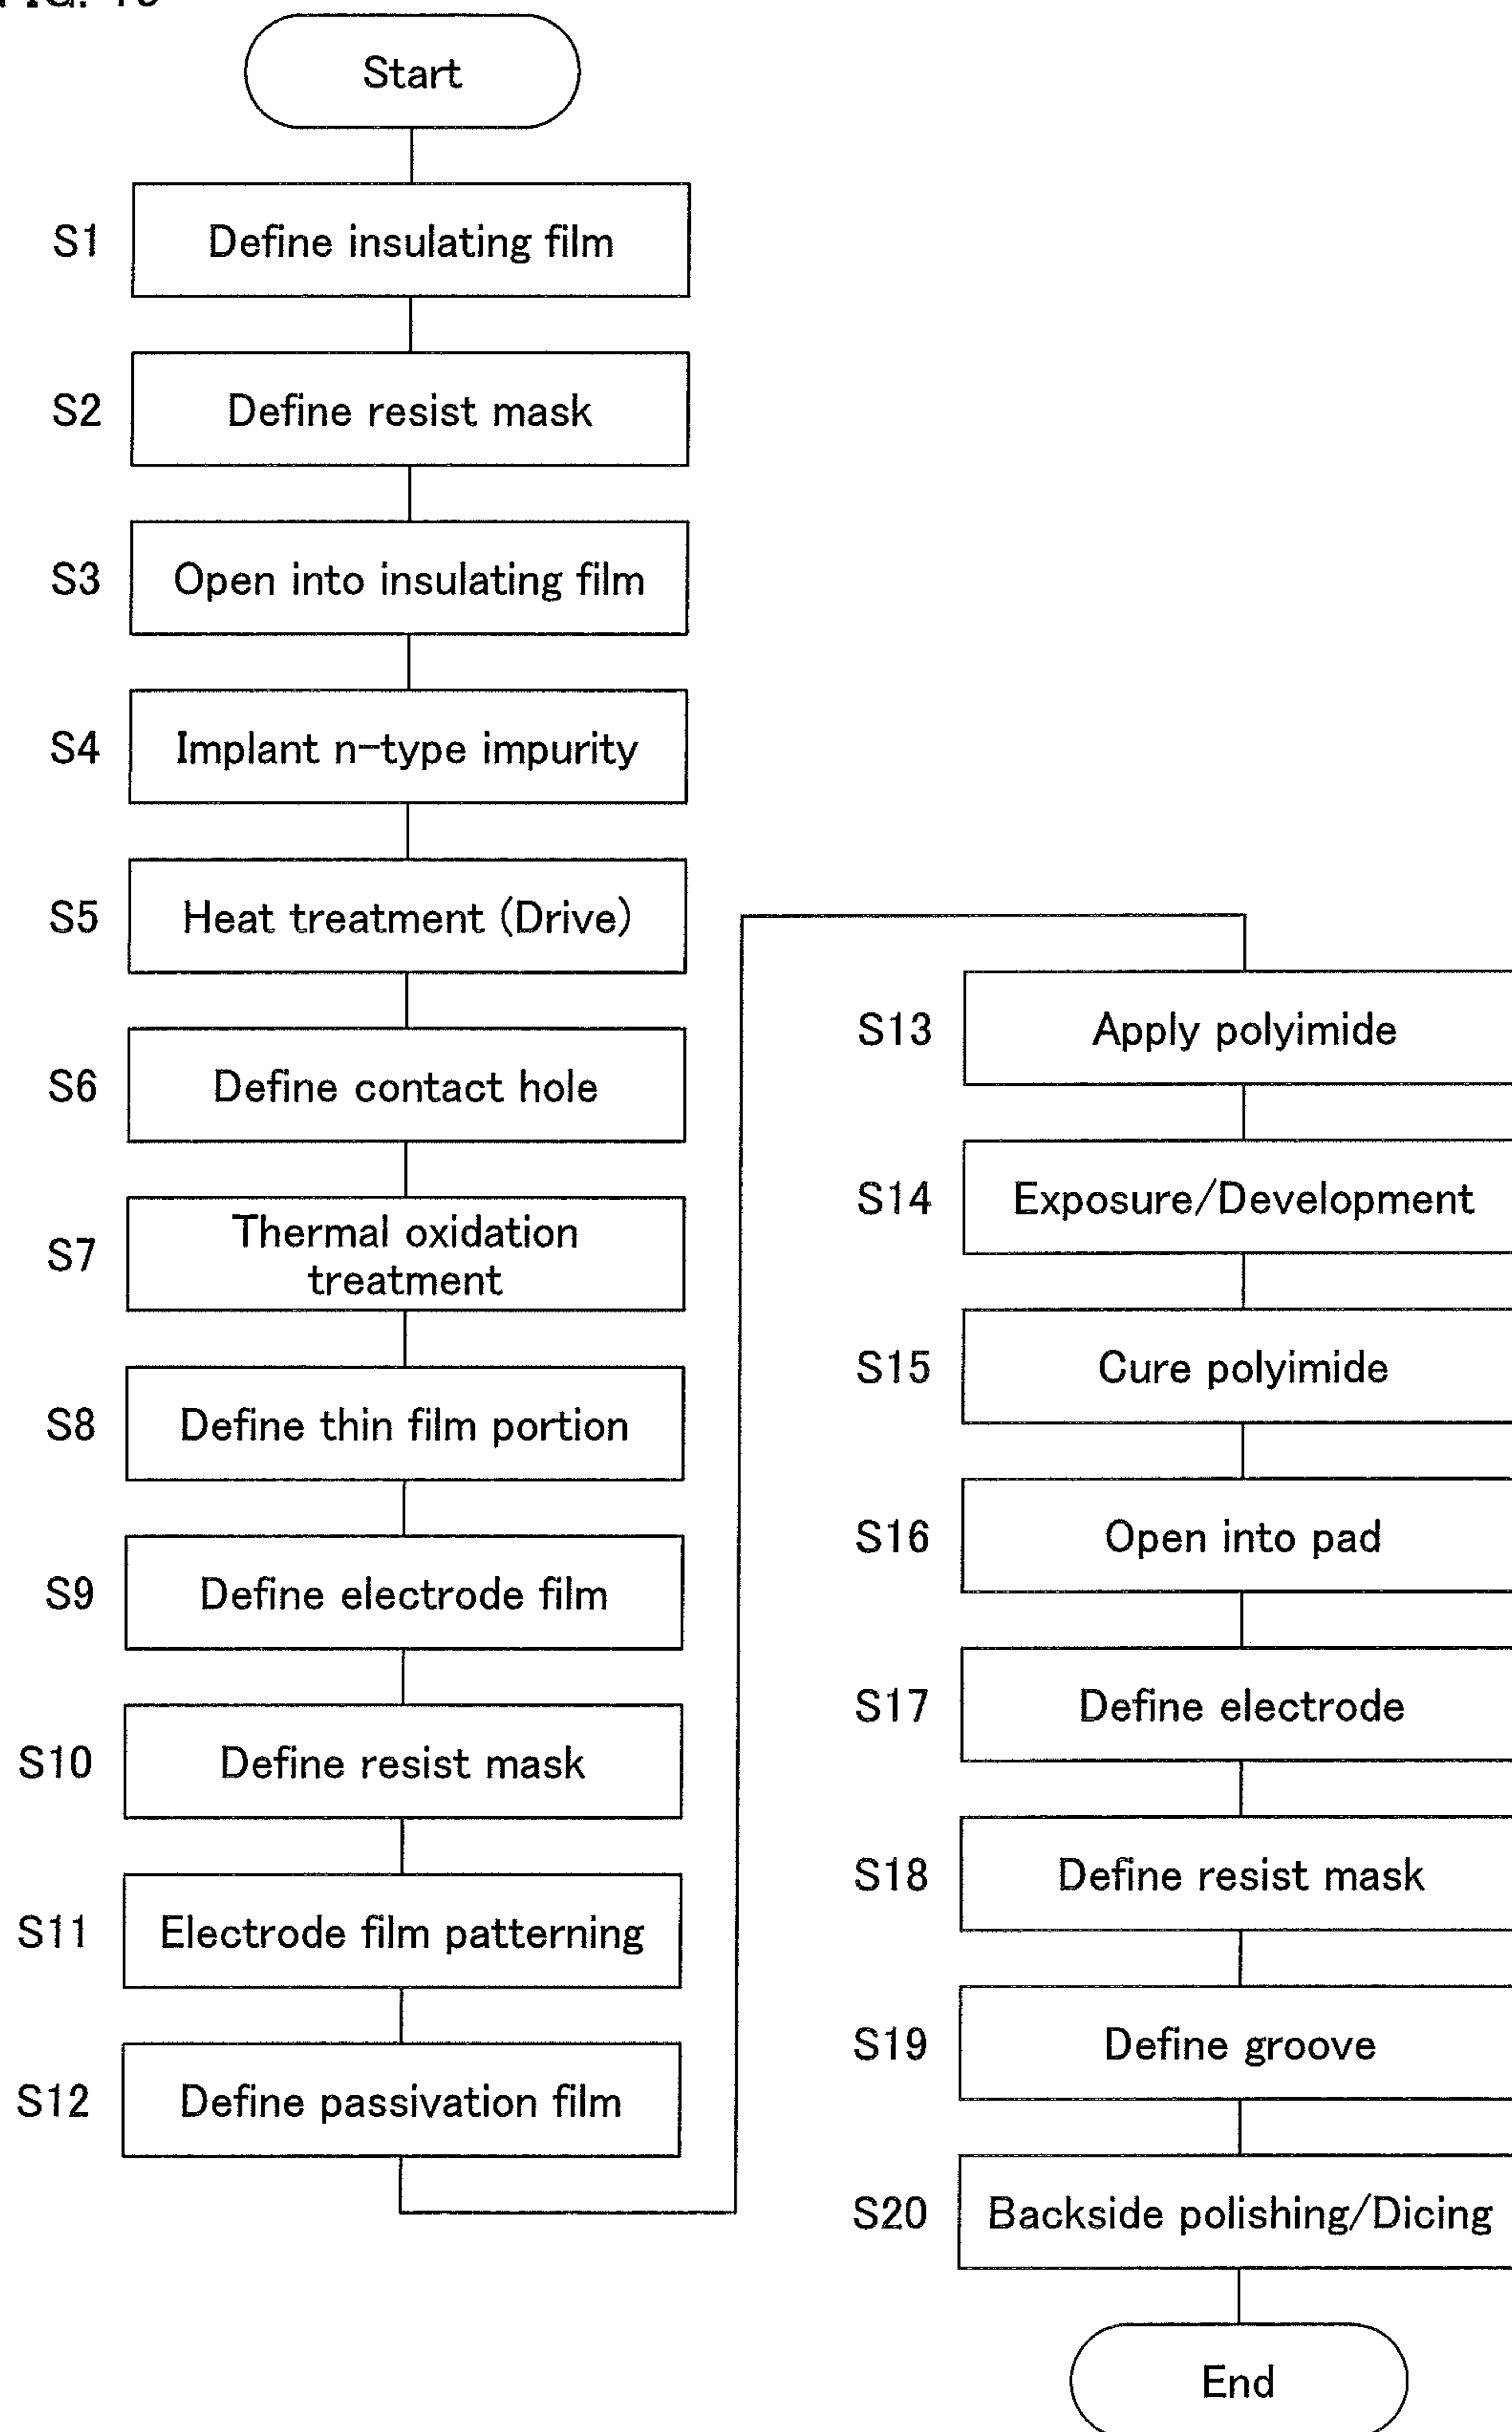 Start
S1 Define insulating film
S2 Define resist mask
S3 Open into insulating film
S4 Implant n-type impurity
S5 Heat treatment (Drive)
S6 Define contact hole
S7 Thermal oxidation
treatment
S8 Define thin film portion
S9 Define electrode film
S10 Define resist mask
S11 Electrode film patterning
S12 Define passivation film
S13 Apply polyimide
S14 Exposure/Development
S15 Cure polyimide
S16 Open into pad
S17 Define electrode
S18 Define resist mask
S19 Define groove
S20 Backside polishing/Dicing
End